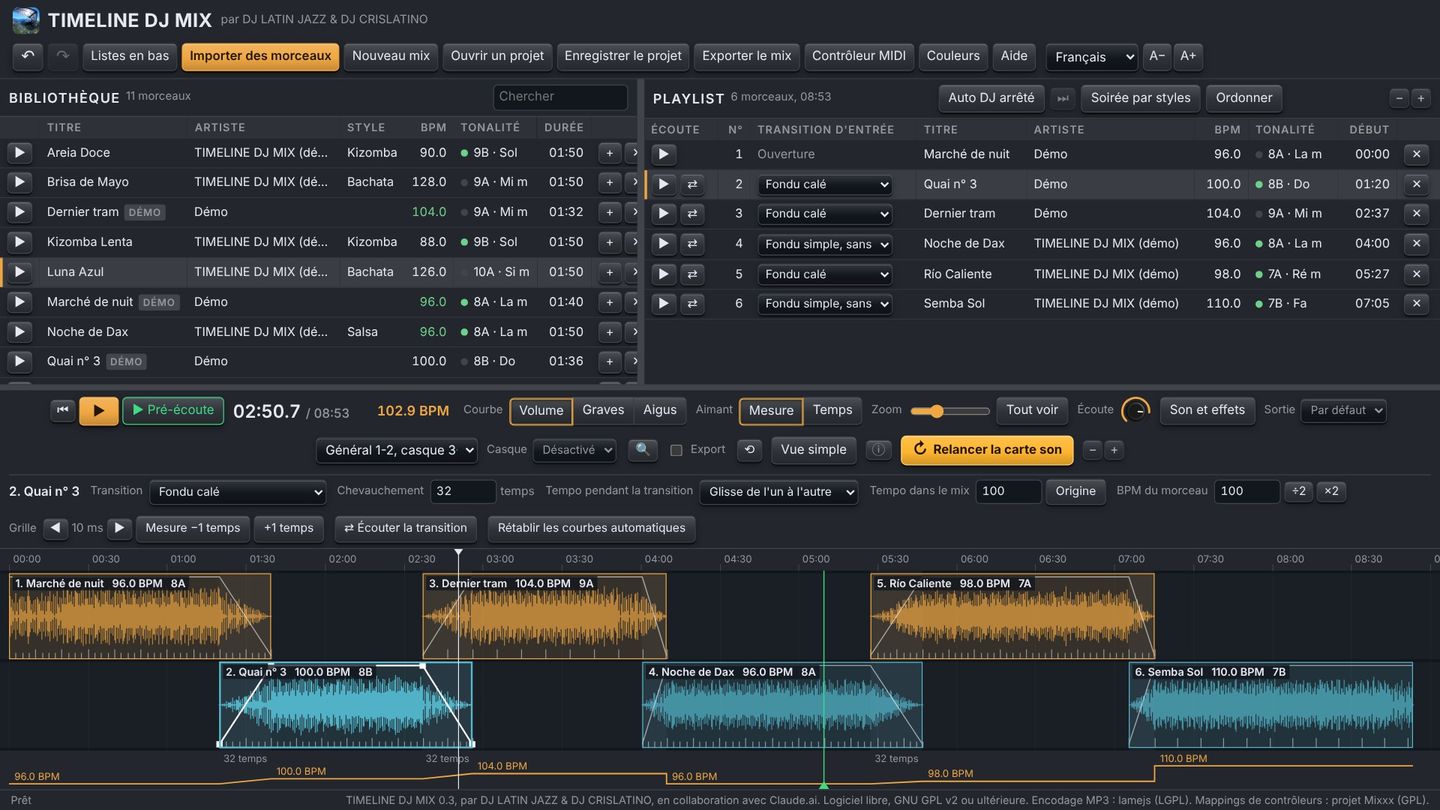 TIMELINE DJ MIX par DJ LATIN JAZZ & DJ CRISLATINO
Listes en bas Importer des morceaux Nouveau mix Ouvrir un projet Enregistrer le projet Exporter le mix Contrôleur MIDI Couleurs Aide Français A− A+
BIBLIOTHÈQUE 11 morceaux Chercher
TITRE ARTISTE STYLE BPM TONALITÉ DURÉE
Areia Doce TIMELINE DJ MIX (dé… Kizomba 90.0 9B · Sol 01:50 +
Brisa de Mayo TIMELINE DJ MIX (dé… Bachata 128.0 9A · Mi m 01:50 +
Dernier tram DÉMO Démo 104.0 9A · Mi m 01:32 +
Kizomba Lenta TIMELINE DJ MIX (dé… Kizomba 88.0 9B · Sol 01:50 +
Luna Azul TIMELINE DJ MIX (dé… Bachata 126.0 10A · Si m 01:50 +
Marché de nuit DÉMO Démo 96.0 8A · La m 01:40 +
Noche de Dax TIMELINE DJ MIX (dé… Salsa 96.0 8A · La m 01:50 +
Quai n° 3 DÉMO Démo 100.0 8B · Do 01:36 +
PLAYLIST 6 morceaux, 08:53 Auto DJ arrêté Soirée par styles Ordonner − +
ÉCOUTE N° TRANSITION D'ENTRÉE TITRE ARTISTE BPM TONALITÉ DÉBUT
1 Ouverture Marché de nuit Démo 96.0 8A · La m 00:00 ×
2 Fondu calé Quai n° 3 Démo 100.0 8B · Do 01:20 ×
3 Fondu calé Dernier tram Démo 104.0 9A · Mi m 02:37 ×
4 Fondu simple, sans Noche de Dax TIMELINE DJ MIX (démo) 96.0 8A · La m 04:00 ×
5 Fondu calé Río Caliente TIMELINE DJ MIX (démo) 98.0 7A · Ré m 05:27 ×
6 Fondu simple, sans Semba Sol TIMELINE DJ MIX (démo) 110.0 7B · Fa 07:05 ×
Pré-écoute 02:50.7 / 08:53 102.9 BPM Courbe Volume Graves Aigus Aimant Mesure Temps Zoom Tout voir Écoute Son et effets Sortie Par défaut
Général 1-2, casque 3 Casque Désactivé Export Vue simple Relancer la carte son − +
2. Quai n° 3 Transition Fondu calé Chevauchement 32 temps Tempo pendant la transition Glisse de l'un à l'autre Tempo dans le mix 100 Origine BPM du morceau 100 ÷2 ×2
Grille 10 ms Mesure −1 temps +1 temps Écouter la transition Rétablir les courbes automatiques
00:00 00:30 01:00 01:30 02:00 02:30 03:00 03:30 04:00 04:30 05:00 05:30 06:00 06:30 07:00 07:30 08:00 08:30
1. Marché de nuit 96.0 BPM 8A 3. Dernier tram 104.0 BPM 9A 5. Río Caliente 98.0 BPM 7A
2. Quai n° 3 100.0 BPM 8B 4. Noche de Dax 96.0 BPM 8A 6. Semba Sol 110.0 BPM 7B
32 temps 32 temps 32 temps
96.0 BPM 100.0 BPM 104.0 BPM 96.0 BPM 98.0 BPM 110.0 BPM
Prêt TIMELINE DJ MIX 0.3, par DJ LATIN JAZZ & DJ CRISLATINO, en collaboration avec Claude.ai. Logiciel libre, GNU GPL v2 ou ultérieure. Encodage MP3 : lamejs (LGPL). Mappings de contrôleurs : projet Mixxx (GPL).